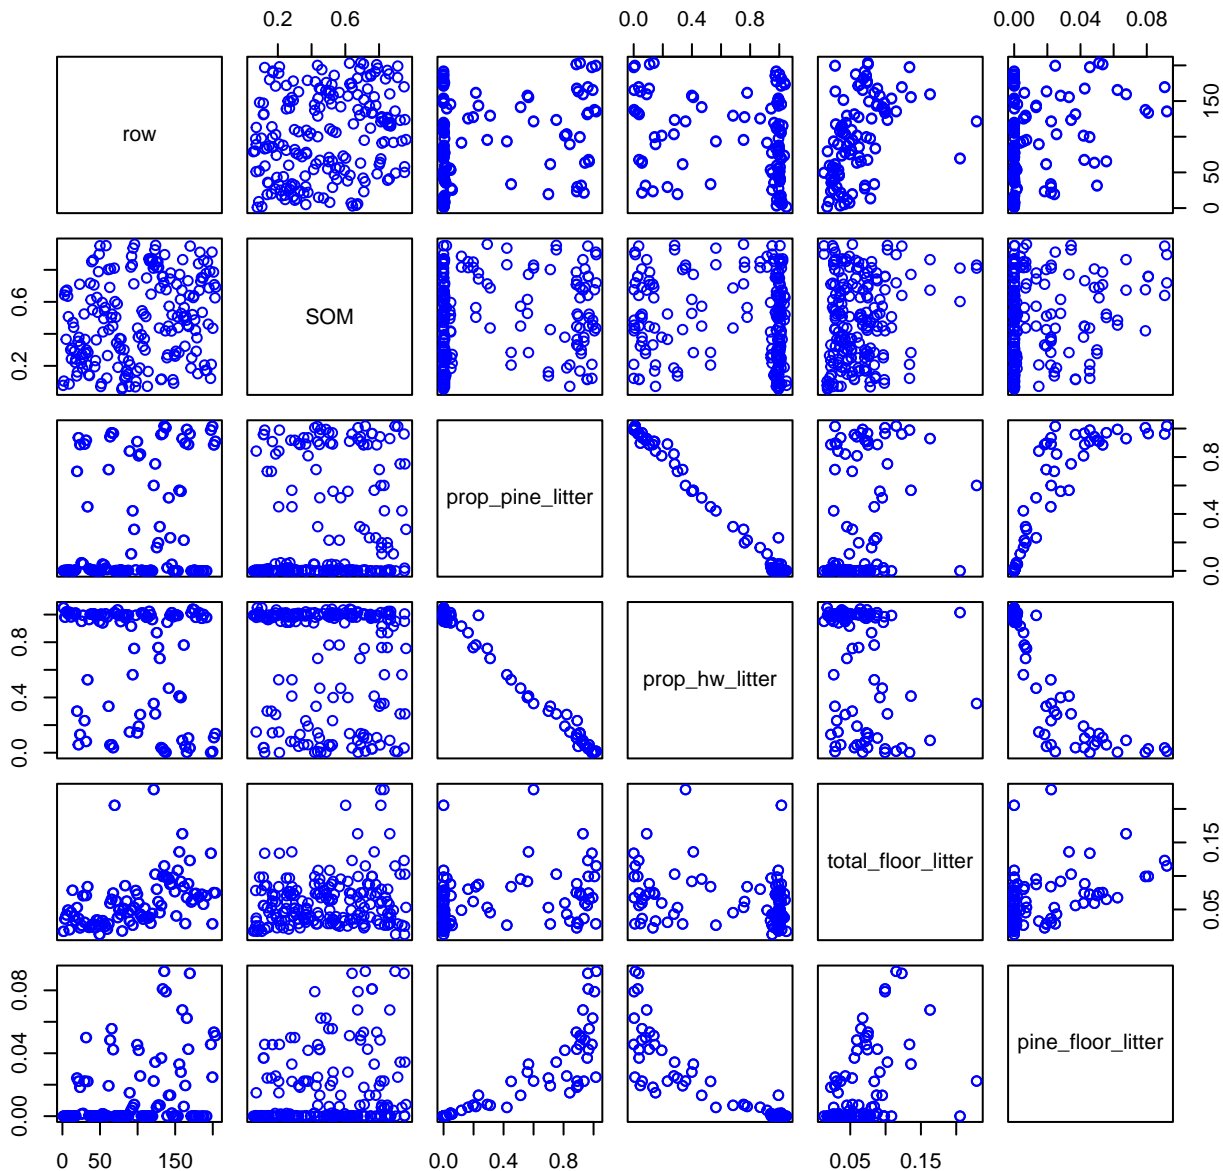 0.2 0.6 0.0 0.4 0.8 0.00 0.04 0.08
row 0 50 150
0.2 0.6 SOM
prop_pine_litter 0.0 0.4 0.8
0.0 0.4 0.8 prop_hw_litter
total_floor_litter 0.05 0.15
0.00 0.04 0.08 pine_floor_litter
0 50 150 0.0 0.4 0.8 0.05 0.15